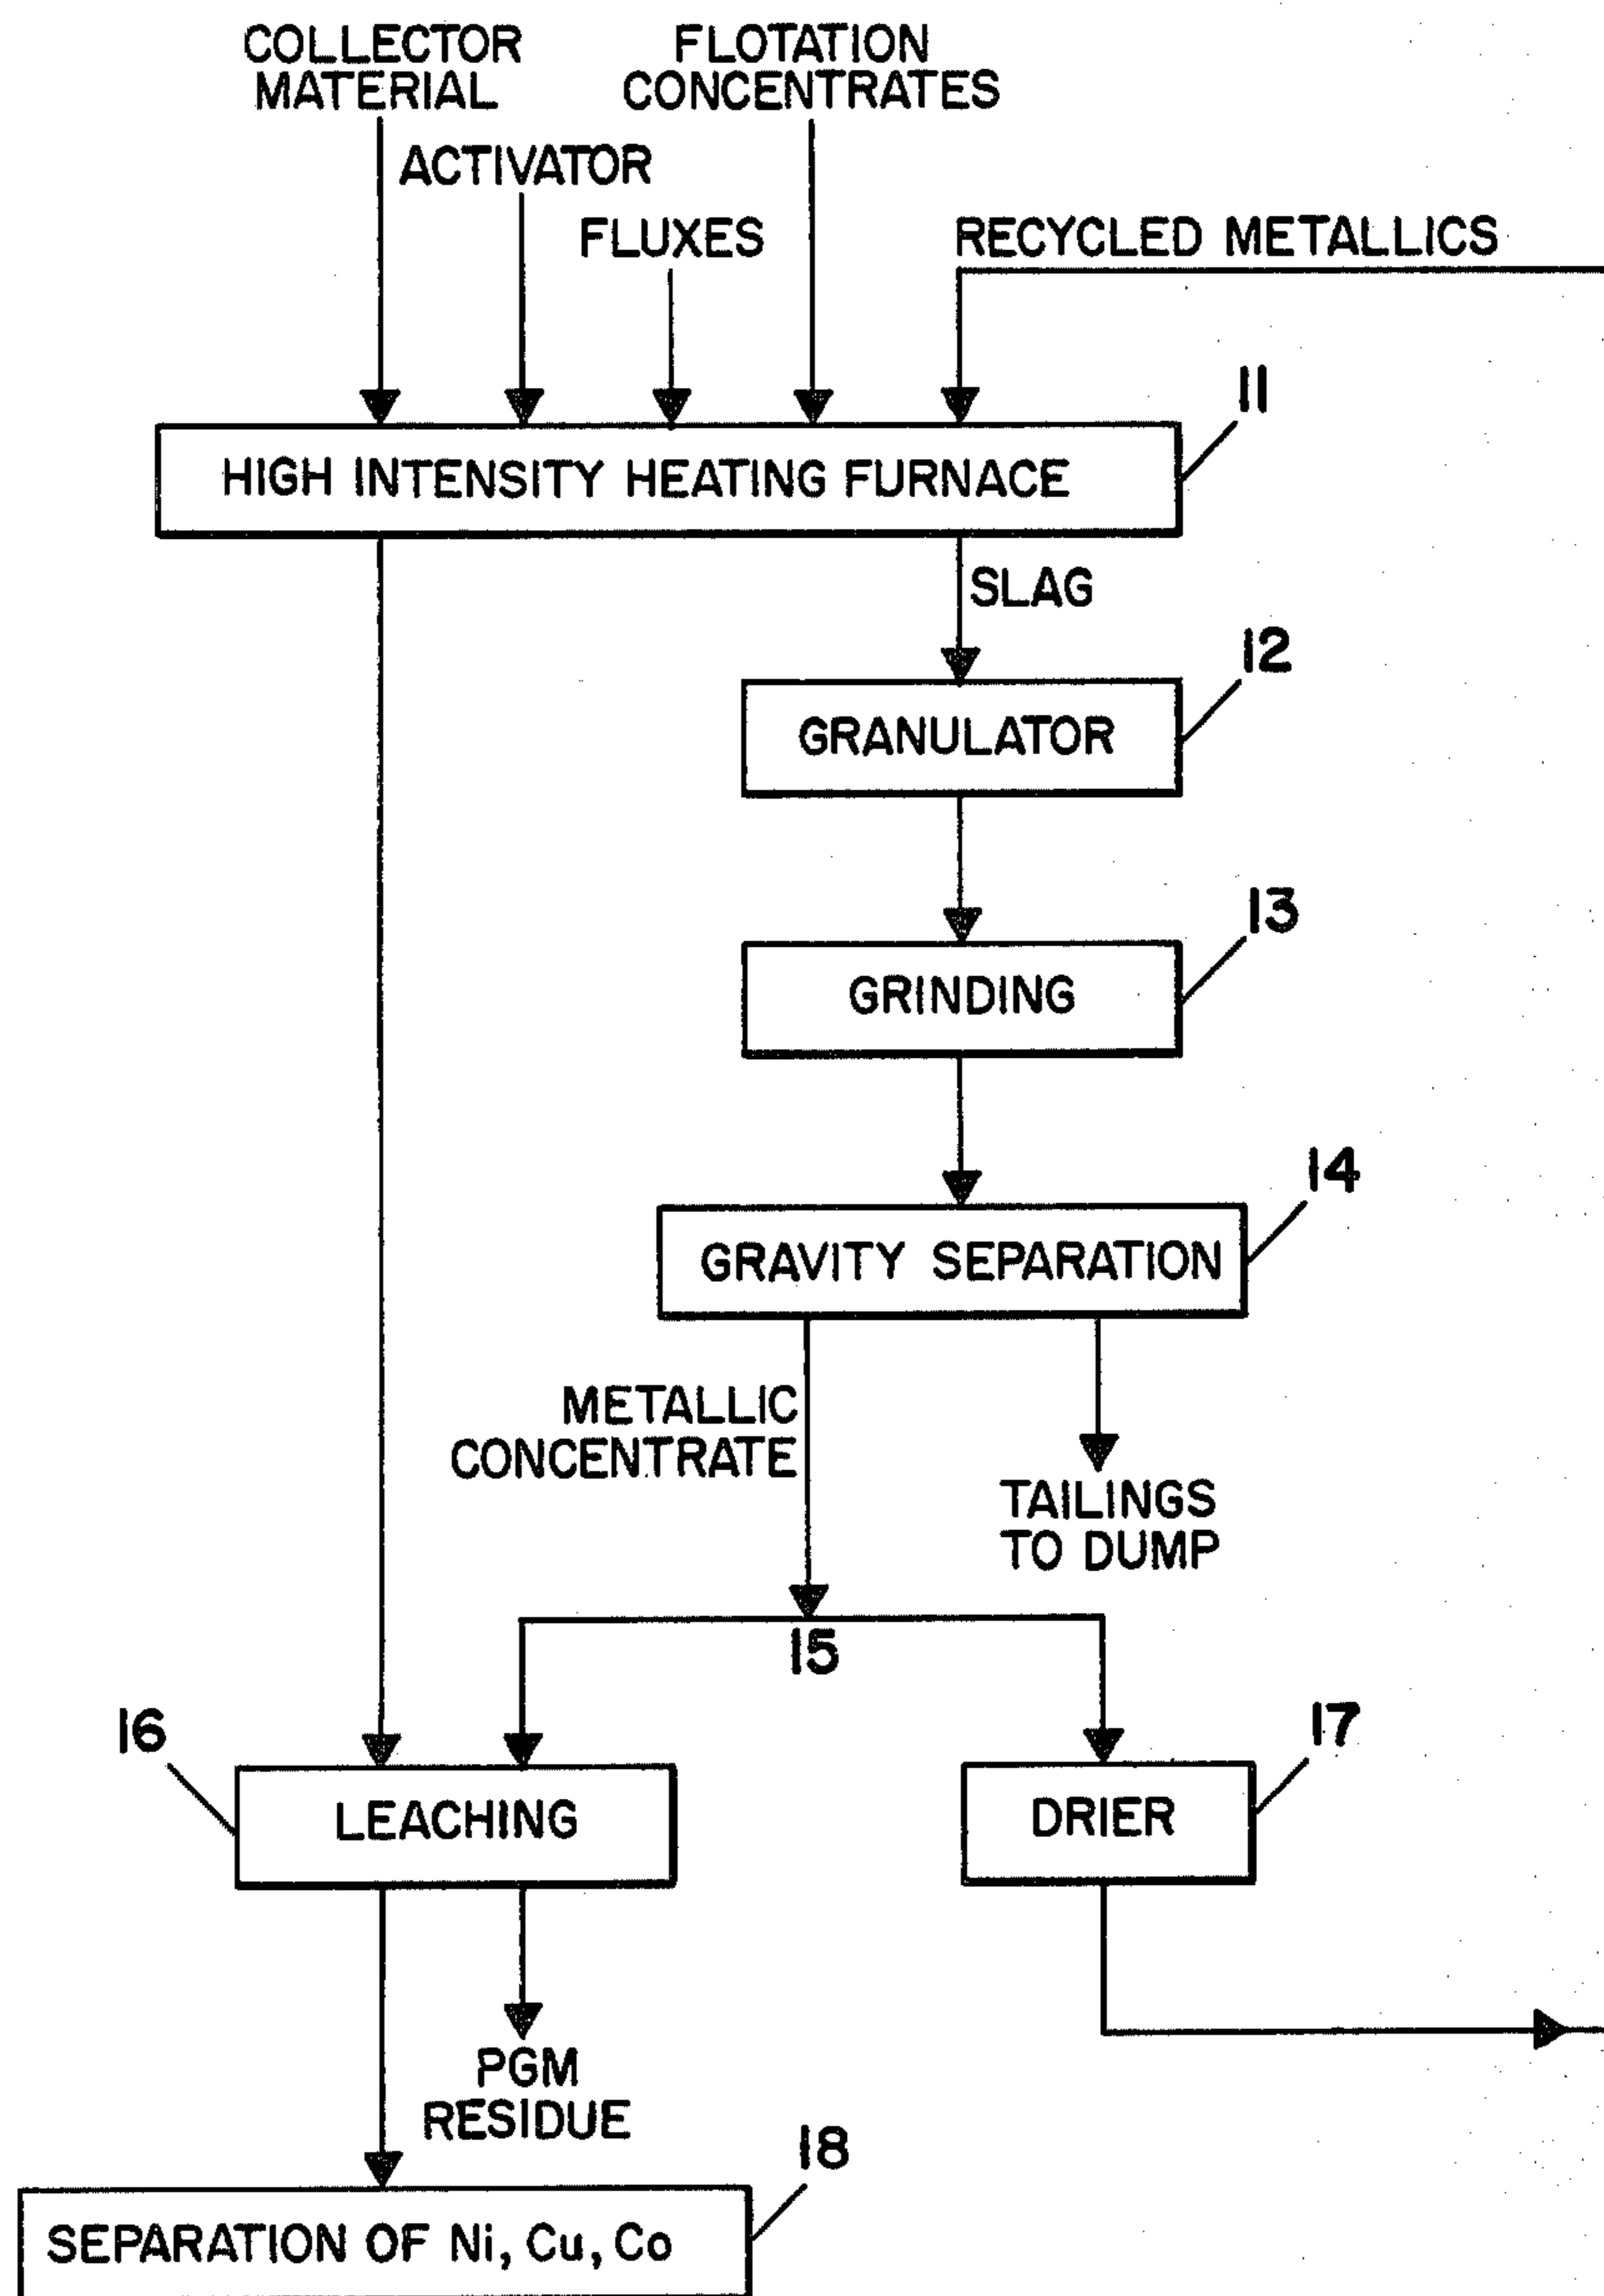 COLLECTOR
MATERIAL
FLOTATION
CONCENTRATES
ACTIVATOR
FLUXES
RECYCLED METALLICS
11
HIGH INTENSITY HEATING FURNACE
SLAG
12
GRANULATOR
13
GRINDING
14
GRAVITY SEPARATION
METALLIC
CONCENTRATE
TAILINGS
TO DUMP
15
16
17
LEACHING
DRIER
PGM
RESIDUE
18
SEPARATION OF Ni, Cu, Co